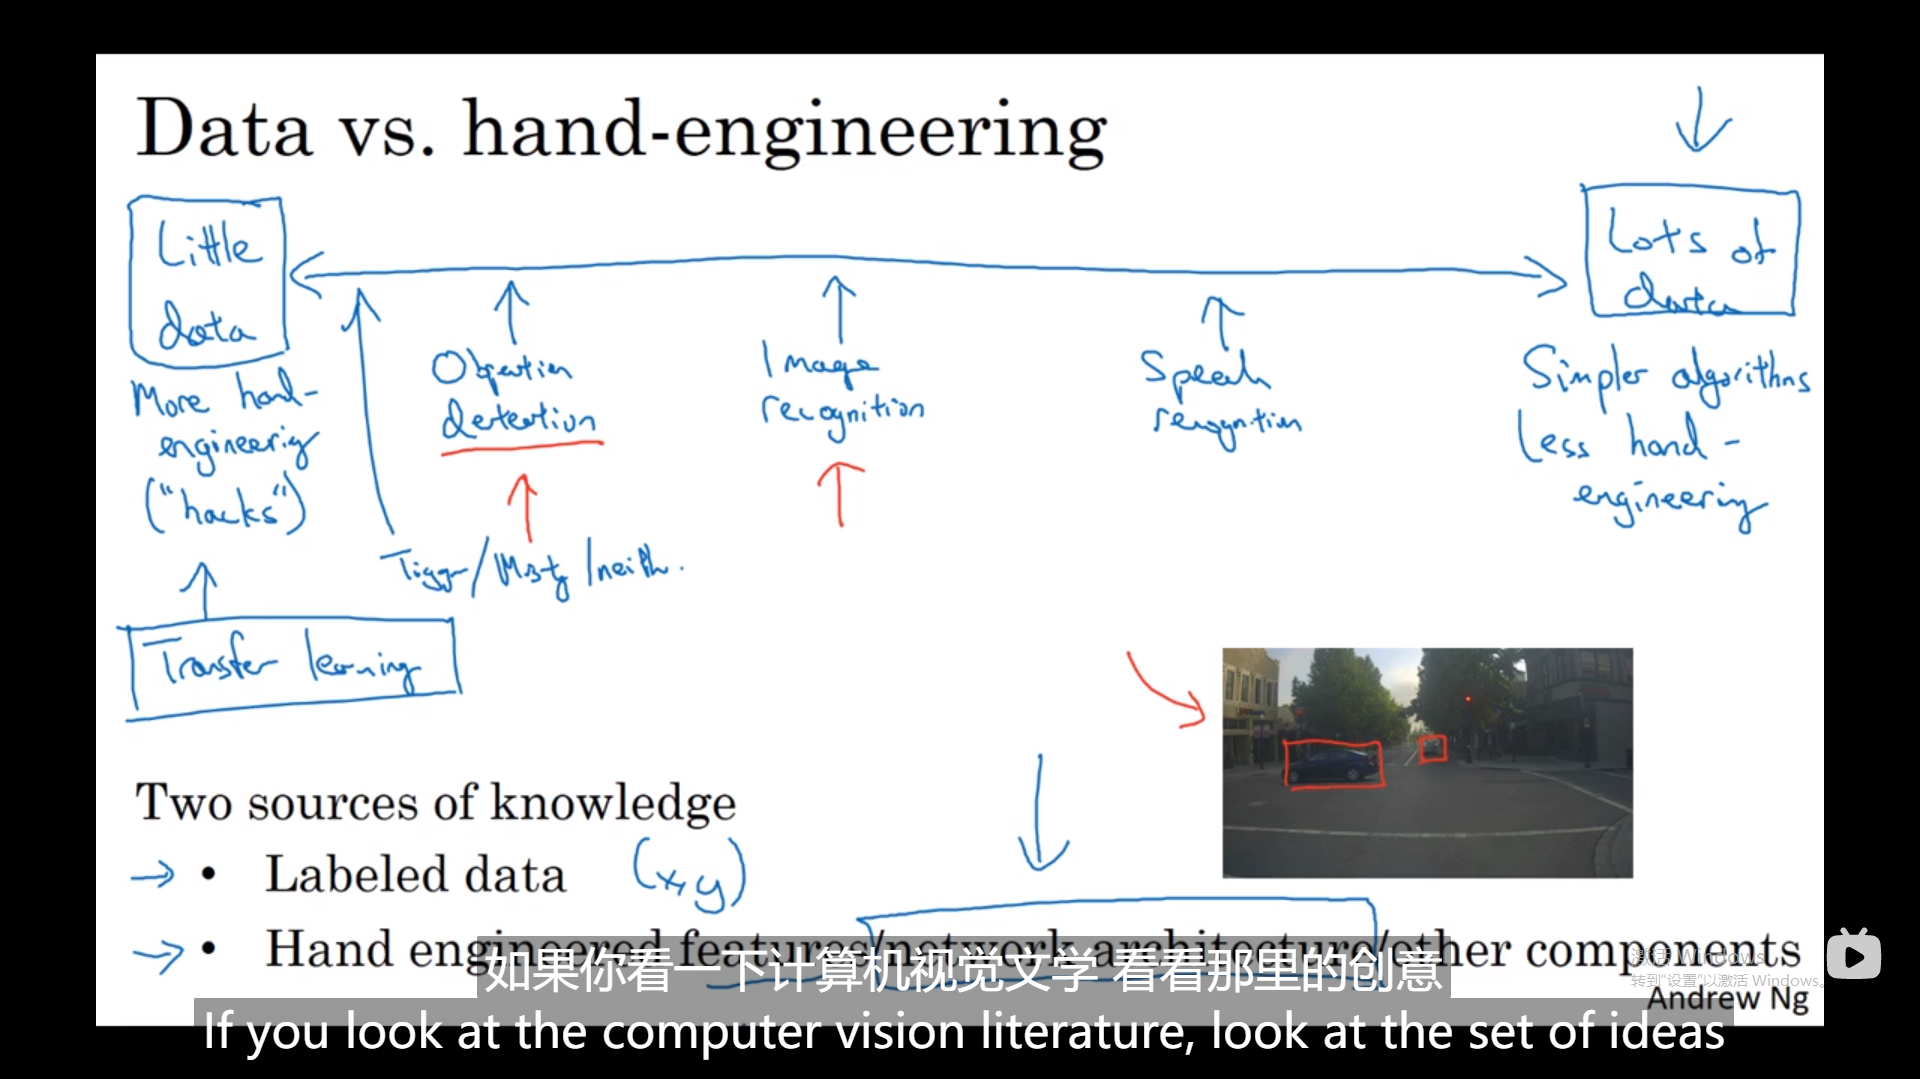 Data vs. hand-engineering
Little
data
Lots of
data
More hand-
engineering
("hacks")
Objection
detection
Image
recognition
Speech
recognition
Simpler algorithms
Less hand-
engineering
Tigger/Misty/neith.
Transfer learning
Two sources of knowledge
→ • Labeled data (x,y)
→ • Hand engineered features/network architecture/other components
激活 Windows
转到"设置"以激活 Windows。
Andrew Ng
如果你看一下计算机视觉文学 看看那里的创意
If you look at the computer vision literature, look at the set of ideas